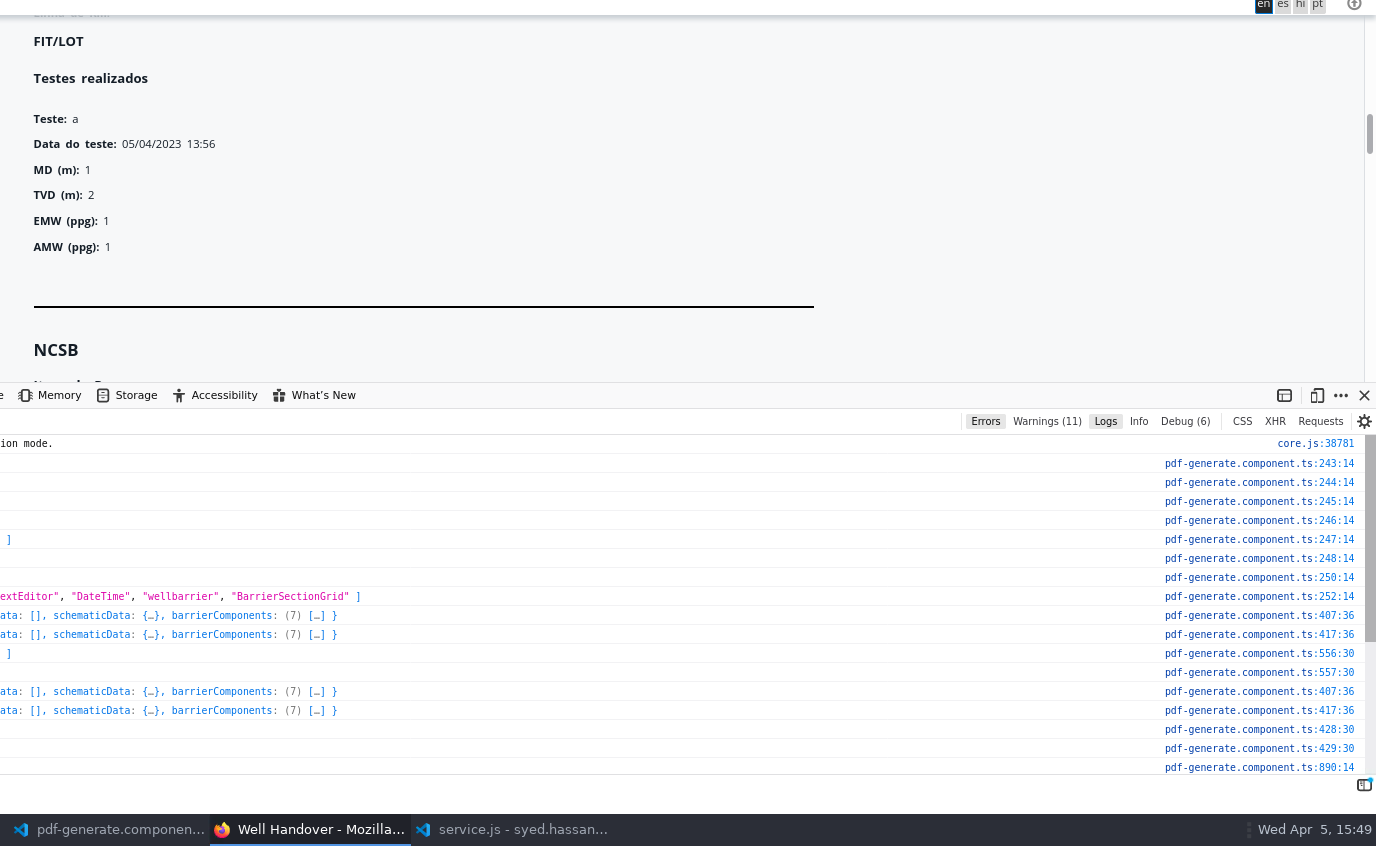 en es hi pt
FIT/LOT
Testes realizados
Teste: a
Data do teste: 05/04/2023 13:56
MD (m): 1
TVD (m): 2
EMW (ppg): 1
AMW (ppg): 1
NCSB
e Memory Storage Accessibility What's New
Errors Warnings (11) Logs Info Debug (6) CSS XHR Requests
ion mode. core.js:38781
pdf-generate.component.ts:243:14
pdf-generate.component.ts:244:14
pdf-generate.component.ts:245:14
pdf-generate.component.ts:246:14
] pdf-generate.component.ts:247:14
pdf-generate.component.ts:248:14
pdf-generate.component.ts:250:14
extEditor", "DateTime", "wellbarrier", "BarrierSectionGrid" ] pdf-generate.component.ts:252:14
ata: [], schematicData: {…}, barrierComponents: (7) […] } pdf-generate.component.ts:407:36
ata: [], schematicData: {…}, barrierComponents: (7) […] } pdf-generate.component.ts:417:36
] pdf-generate.component.ts:556:30
pdf-generate.component.ts:557:30
ata: [], schematicData: {…}, barrierComponents: (7) […] } pdf-generate.component.ts:407:36
ata: [], schematicData: {…}, barrierComponents: (7) […] } pdf-generate.component.ts:417:36
pdf-generate.component.ts:428:30
pdf-generate.component.ts:429:30
pdf-generate.component.ts:890:14
pdf-generate.componen... Well Handover - Mozilla... service.js - syed.hassan... Wed Apr 5, 15:49